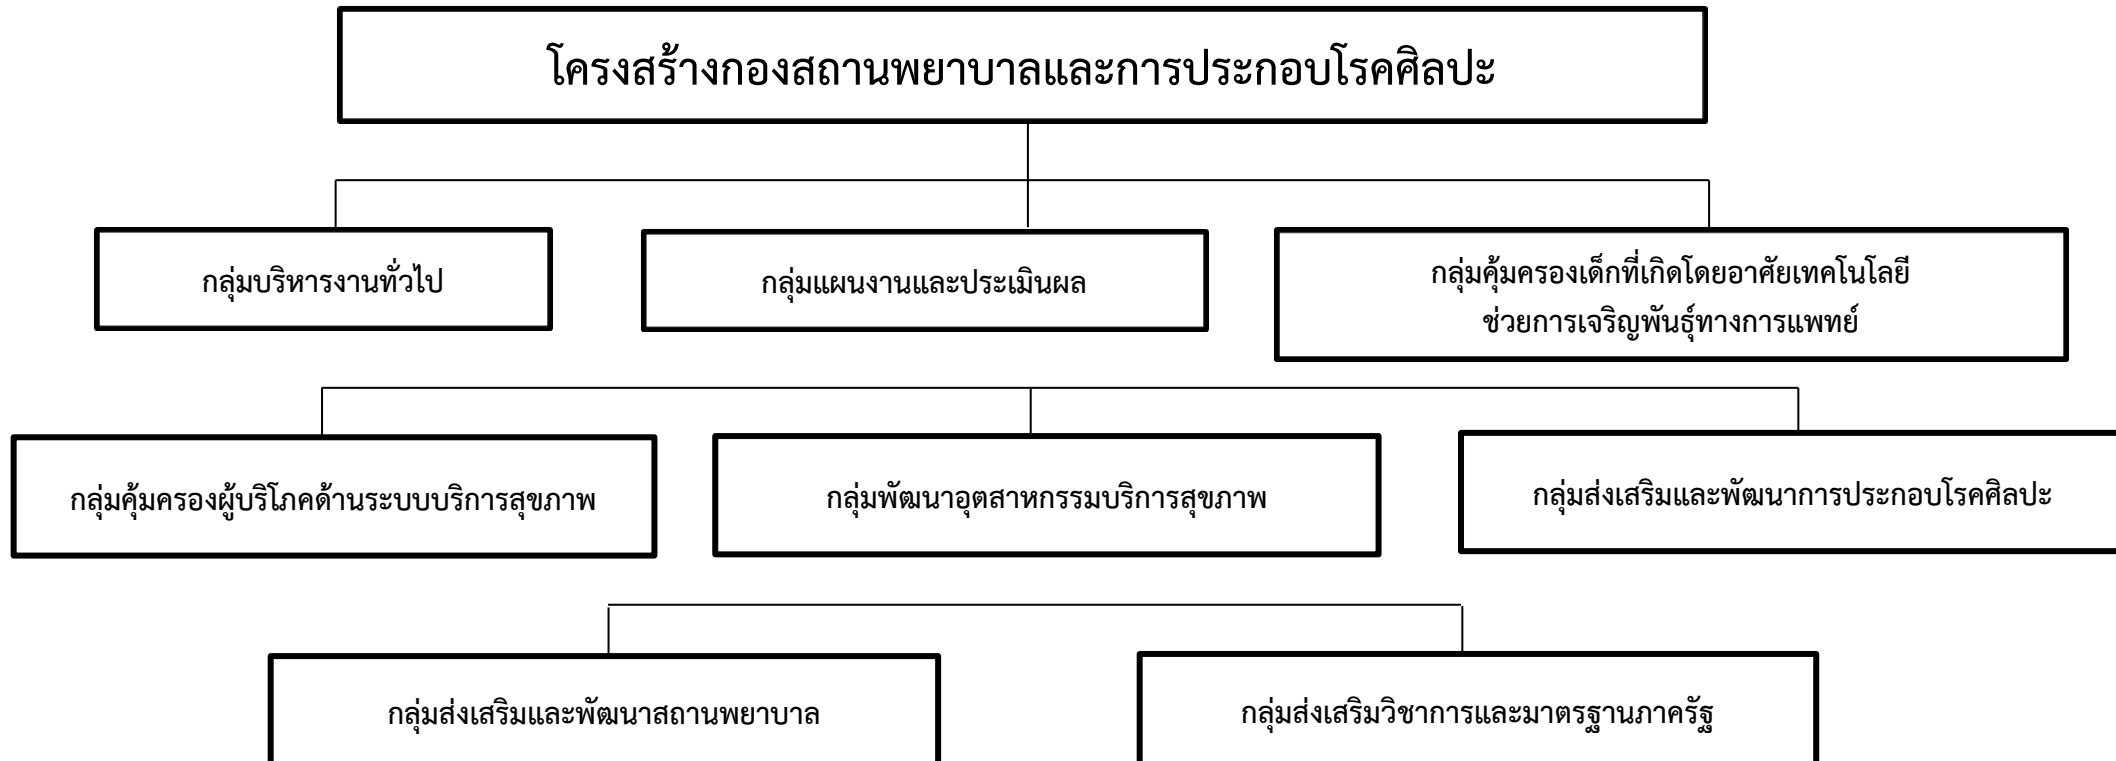 โครงสร้างกองสถานพยาบาลและการประกอบโรคศิลปะ
กลุ่มบริหารงานทั่วไป
กลุ่มแผนงานและประเมินผล
กลุ่มคุ้มครองเด็กที่เกิดโดยอาศัยเทคโนโลยี
ช่วยการเจริญพันธุ์ทางการแพทย์
กลุ่มคุ้มครองผู้บริโภคด้านระบบบริการสุขภาพ
กลุ่มพัฒนาอุตสาหกรรมบริการสุขภาพ
กลุ่มส่งเสริมและพัฒนาการประกอบโรคศิลปะ
กลุ่มส่งเสริมและพัฒนาสถานพยาบาล
กลุ่มส่งเสริมวิชาการและมาตรฐานภาครัฐ